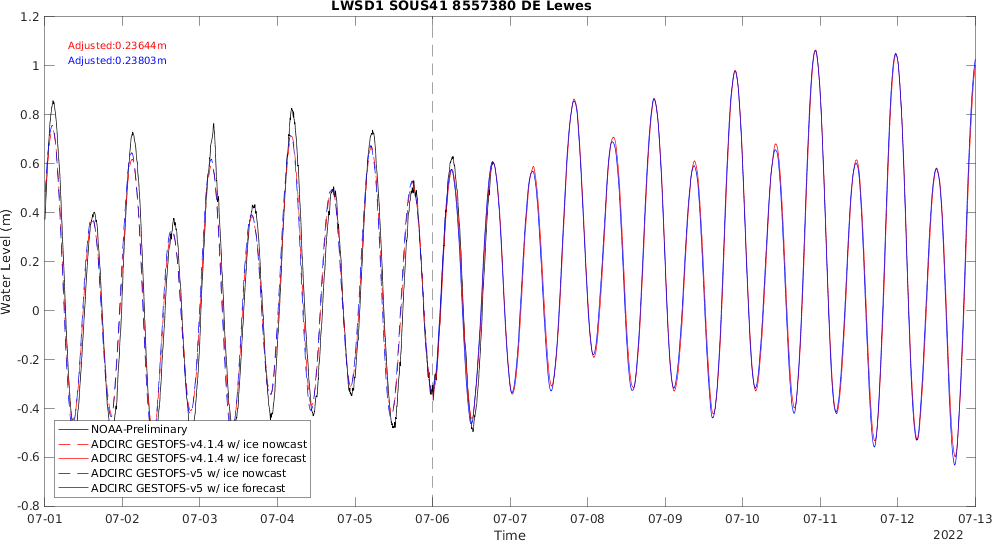 LWSD1 SOUS41 8557380 DE Lewes
Adjusted:0.23644m
Adjusted:0.23803m
Water Level (m)
1.2
1
0.8
0.6
0.4
0.2
0
-0.2
-0.4
-0.6
-0.8
NOAA-Preliminary
ADCIRC GESTOFS-v4.1.4 w/ ice nowcast
ADCIRC GESTOFS-v4.1.4 w/ ice forecast
ADCIRC GESTOFS-v5 w/ ice nowcast
ADCIRC GESTOFS-v5 w/ ice forecast
07-01 07-02 07-03 07-04 07-05 07-06 07-07 07-08 07-09 07-10 07-11 07-12 07-13
Time
2022